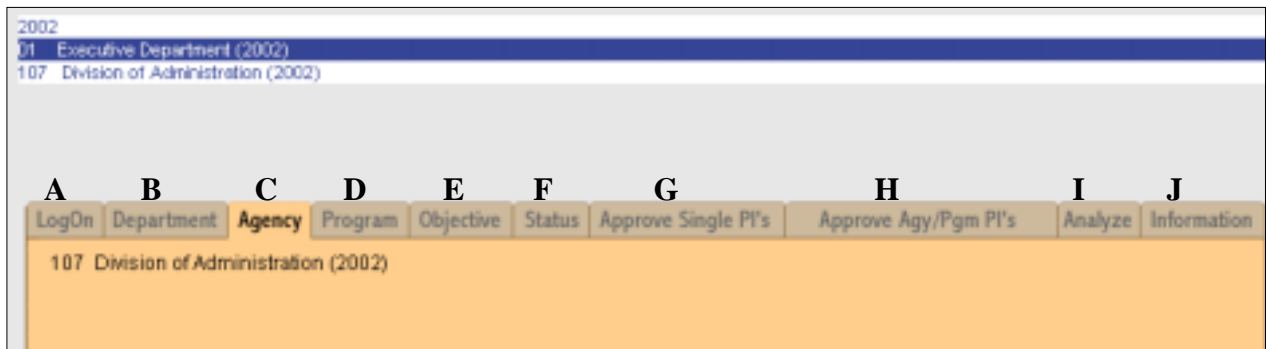 2002
01 Executive Department (2002)
107 Division of Administration (2002)
A B C D E F G H I J
LogOn Department Agency Program Objective Status Approve Single PI's Approve Agy/Pgm PI's Analyze Information
107 Division of Administration (2002)